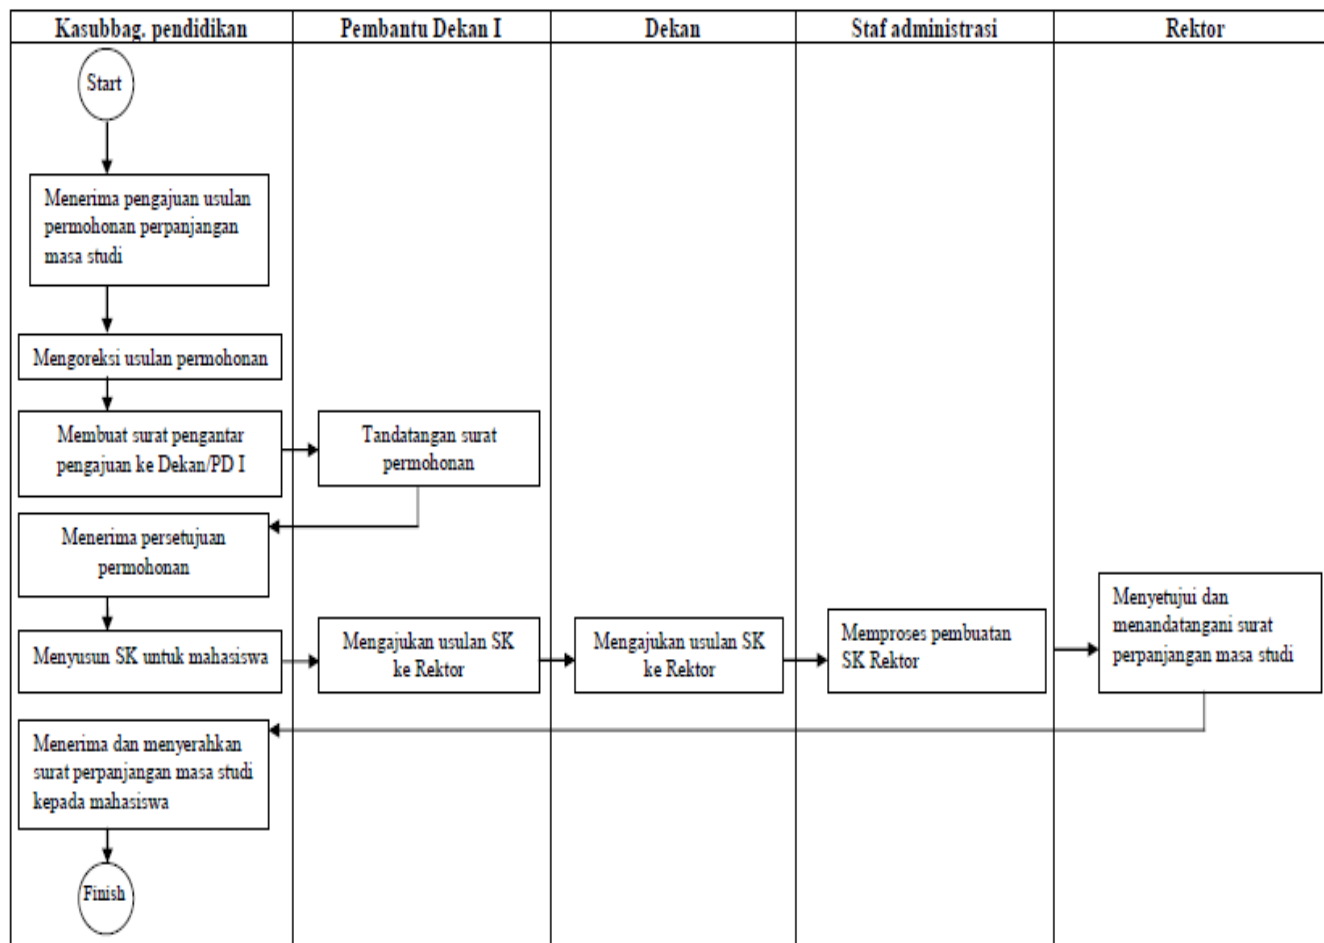 Kasubbag. pendidikan
Pembantu Dekan I
Dekan
Staf administrasi
Rektor
Start
Menerima pengajuan usulan
permohonan perpanjangan
masa studi
Mengoreksi usulan permohonan
Membuat surat pengantar
pengajuan ke Dekan/PD I
Tandatangan surat
permohonan
Menerima persetujuan
permohonan
Menyusun SK untuk mahasiswa
Mengajukan usulan SK
ke Rektor
Mengajukan usulan SK
ke Rektor
Memproses pembuatan
SK Rektor
Menyetujui dan
menandatangani surat
perpanjangan masa studi
Menerima dan menyerahkan
surat perpanjangan masa studi
kepada mahasiswa
Finish